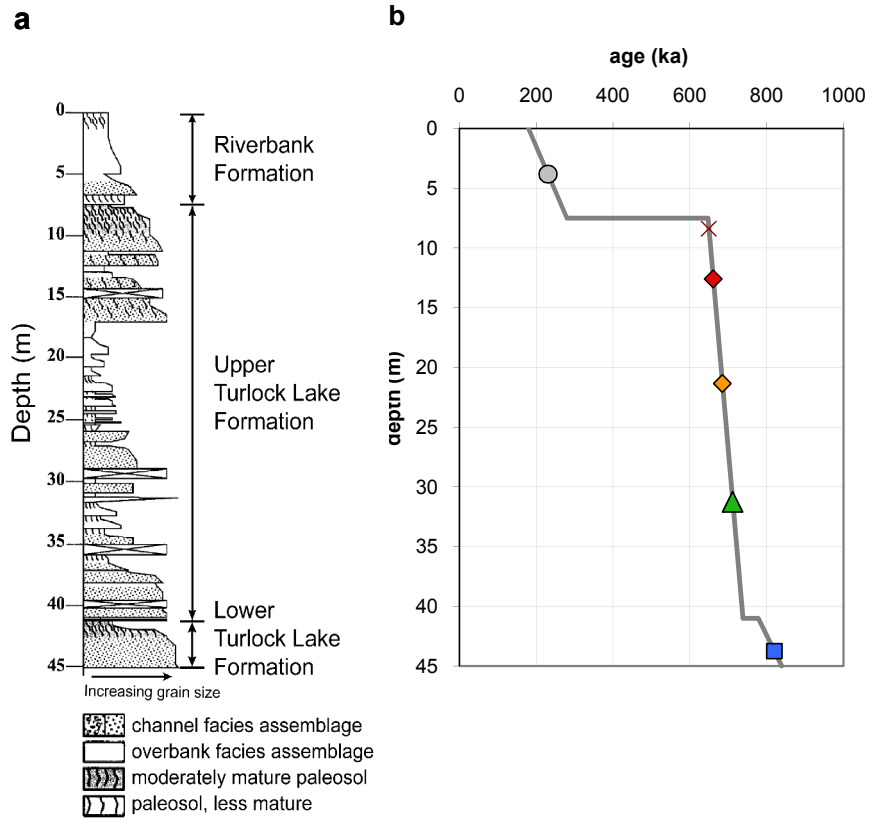 a
0
5
10
15
20
25
30
35
40
45
Depth (m)
Riverbank
Formation
Upper
Turlock Lake
Formation
Lower
Turlock Lake
Formation
Increasing grain size
channel facies assemblage
overbank facies assemblage
moderately mature paleosol
paleosol, less mature
b
age (ka)
0 200 400 600 800 1000
0
5
10
15
20
25
30
35
40
45
depth (m)